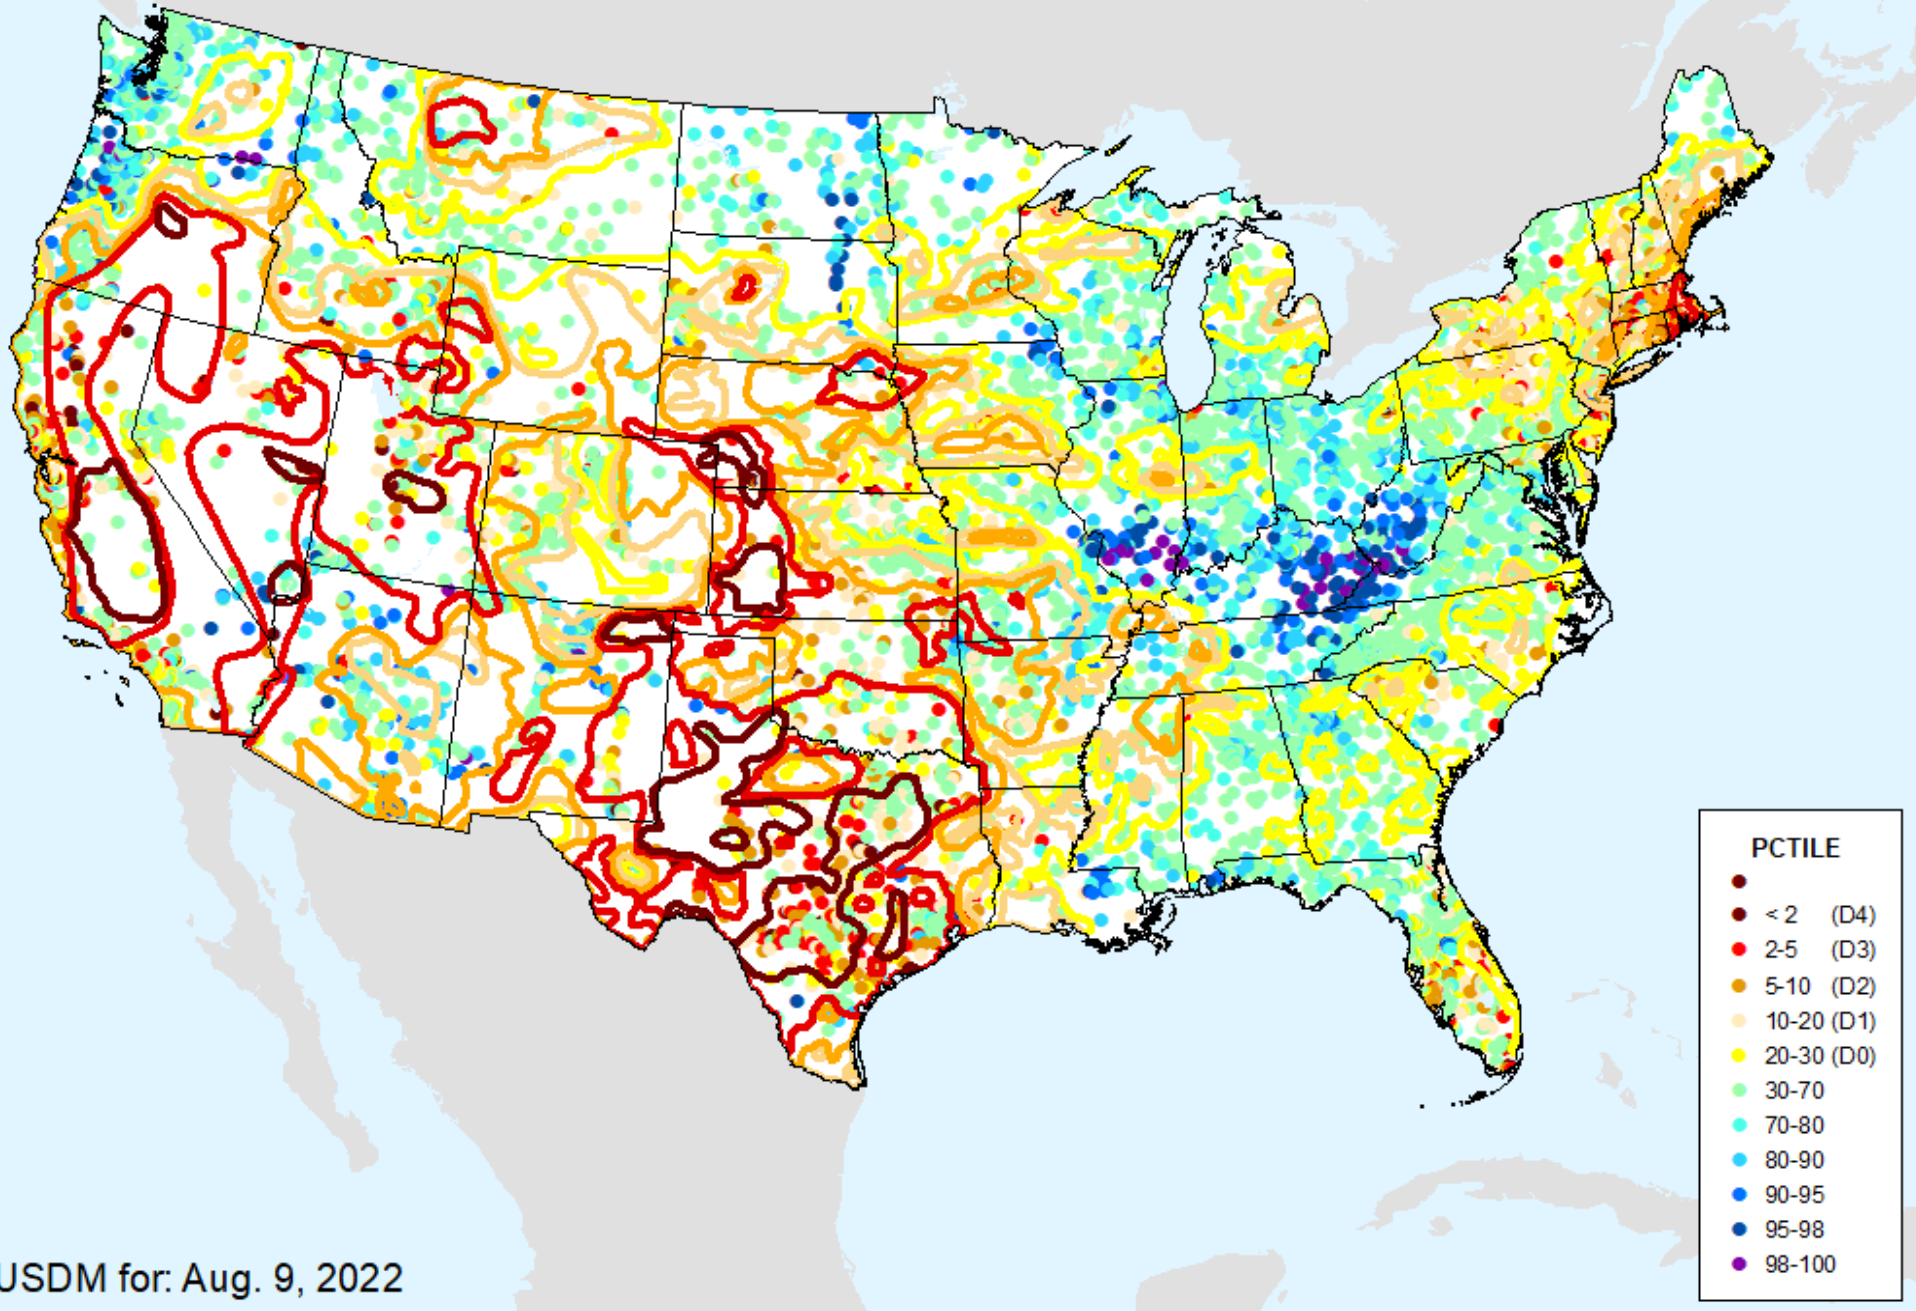 PCTILE
< 2 (D4)
2-5 (D3)
5-10 (D2)
10-20 (D1)
20-30 (D0)
30-70
70-80
80-90
90-95
95-98
98-100
USDM for: Aug. 9, 2022